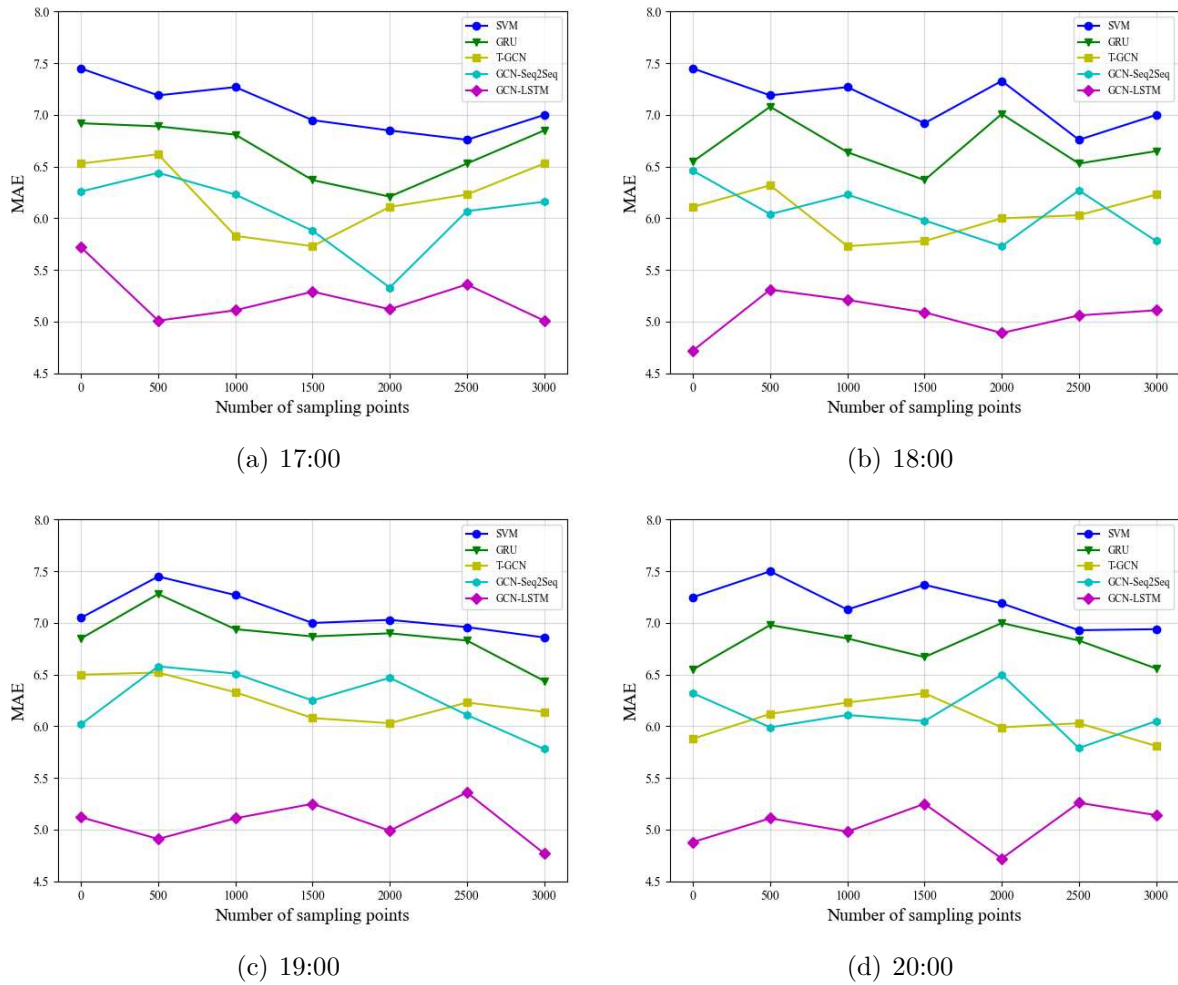 8.0
7.5
7.0
6.5
6.0
5.5
5.0
4.5
MAE
SVM
GRU
T-GCN
GCN-Seq2Seq
GCN-LSTM
0 500 1000 1500 2000 2500 3000
Number of sampling points
(a) 17:00
8.0
7.5
7.0
6.5
6.0
5.5
5.0
4.5
MAE
SVM
GRU
T-GCN
GCN-Seq2Seq
GCN-LSTM
0 500 1000 1500 2000 2500 3000
Number of sampling points
(b) 18:00
8.0
7.5
7.0
6.5
6.0
5.5
5.0
4.5
MAE
SVM
GRU
T-GCN
GCN-Seq2Seq
GCN-LSTM
0 500 1000 1500 2000 2500 3000
Number of sampling points
(c) 19:00
8.0
7.5
7.0
6.5
6.0
5.5
5.0
4.5
MAE
SVM
GRU
T-GCN
GCN-Seq2Seq
GCN-LSTM
0 500 1000 1500 2000 2500 3000
Number of sampling points
(d) 20:00